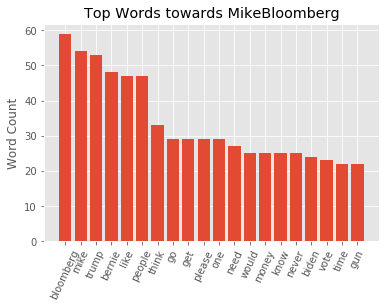 Top Words towards MikeBloomberg
Word Count
60
50
40
30
20
10
0
bloomberg
mike
trump
bernie
like
people
think
go
get
please
one
need
would
money
know
never
biden
vote
time
gun